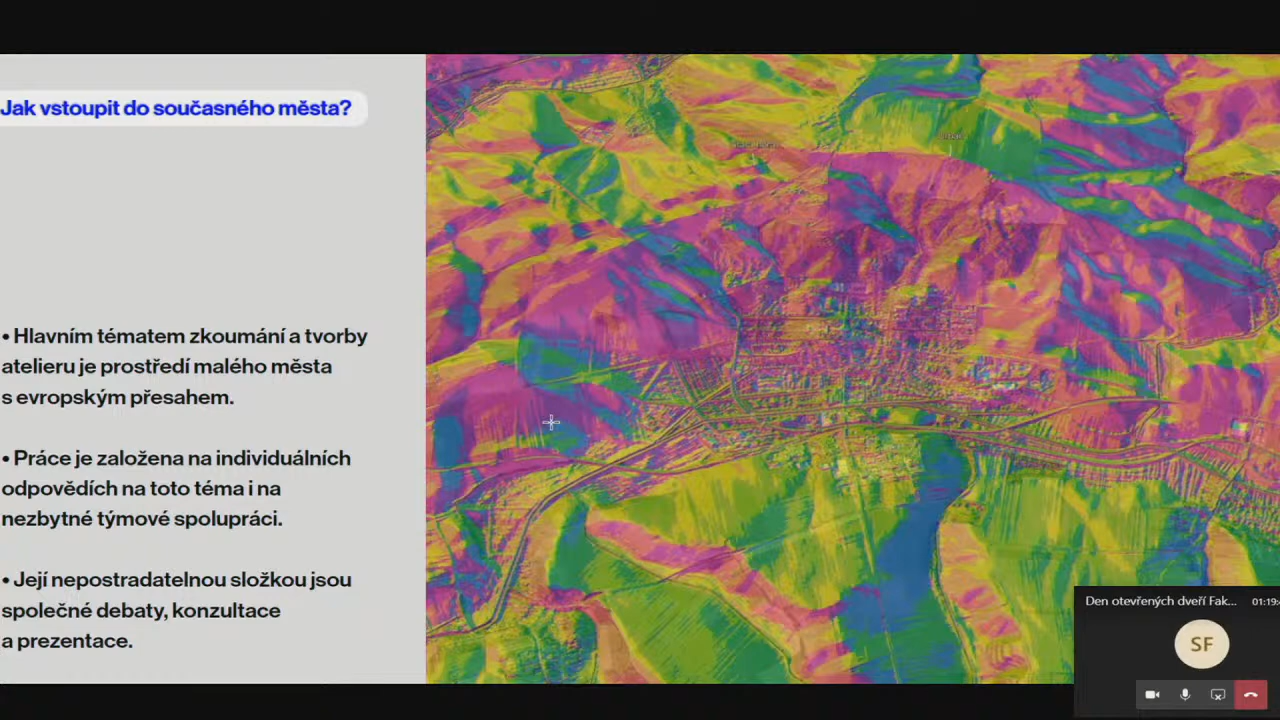 Jak vstoupit do současného města?
• Hlavním tématem zkoumání a tvorby
atelieru je prostředí malého města
s evropským přesahem.
• Práce je založena na individuálních
odpovědích na toto téma i na
nezbytné týmové spolupráci.
• Její nepostradatelnou složkou jsou
společné debaty, konzultace
a prezentace.
Den otevřených dveří Fak...
01:19:
SF